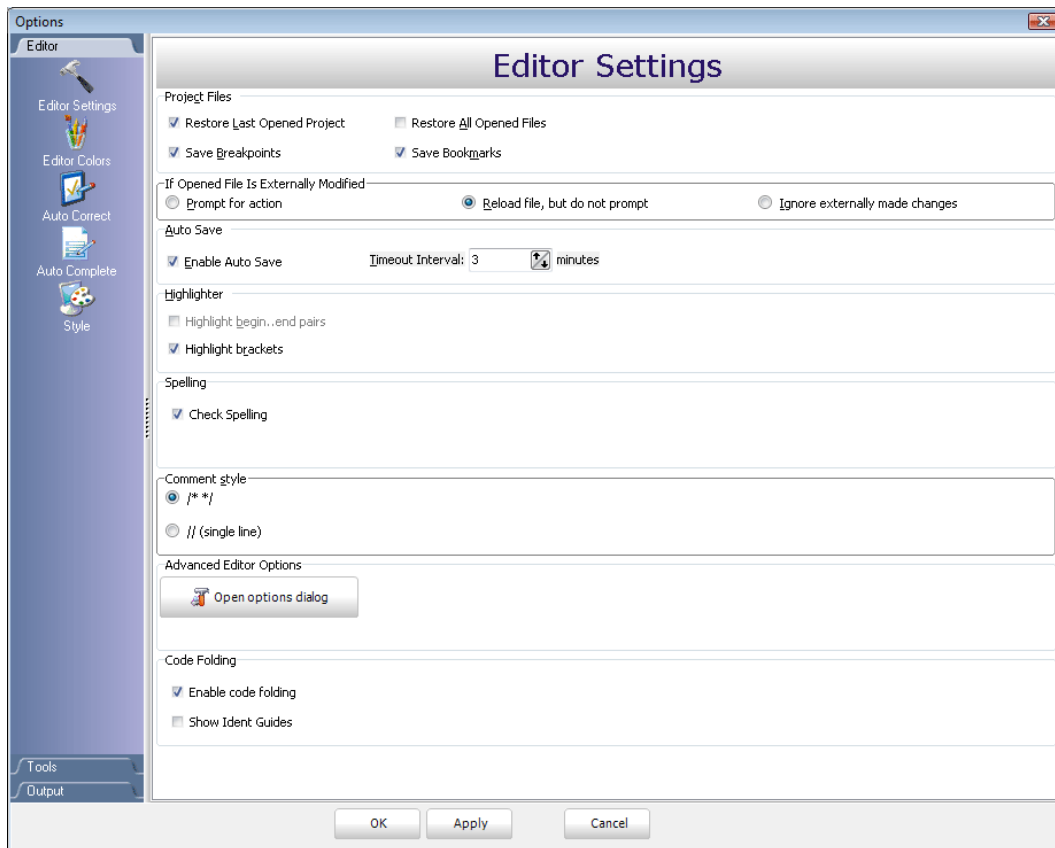 Options
Editor
Editor Settings
Editor Colors
Auto Correct
Auto Complete
Style
Tools
Output
Editor Settings
Project Files
Restore Last Opened Project
Restore All Opened Files
Save Breakpoints
Save Bookmarks
If Opened File Is Externally Modified
Prompt for action
Reload file, but do not prompt
Ignore externally made changes
Auto Save
Enable Auto Save
Timeout Interval: 3 minutes
Highlighter
Highlight begin..end pairs
Highlight brackets
Spelling
Check Spelling
Comment style
/* */
// (single line)
Advanced Editor Options
Open options dialog
Code Folding
Enable code folding
Show Ident Guides
OK
Apply
Cancel